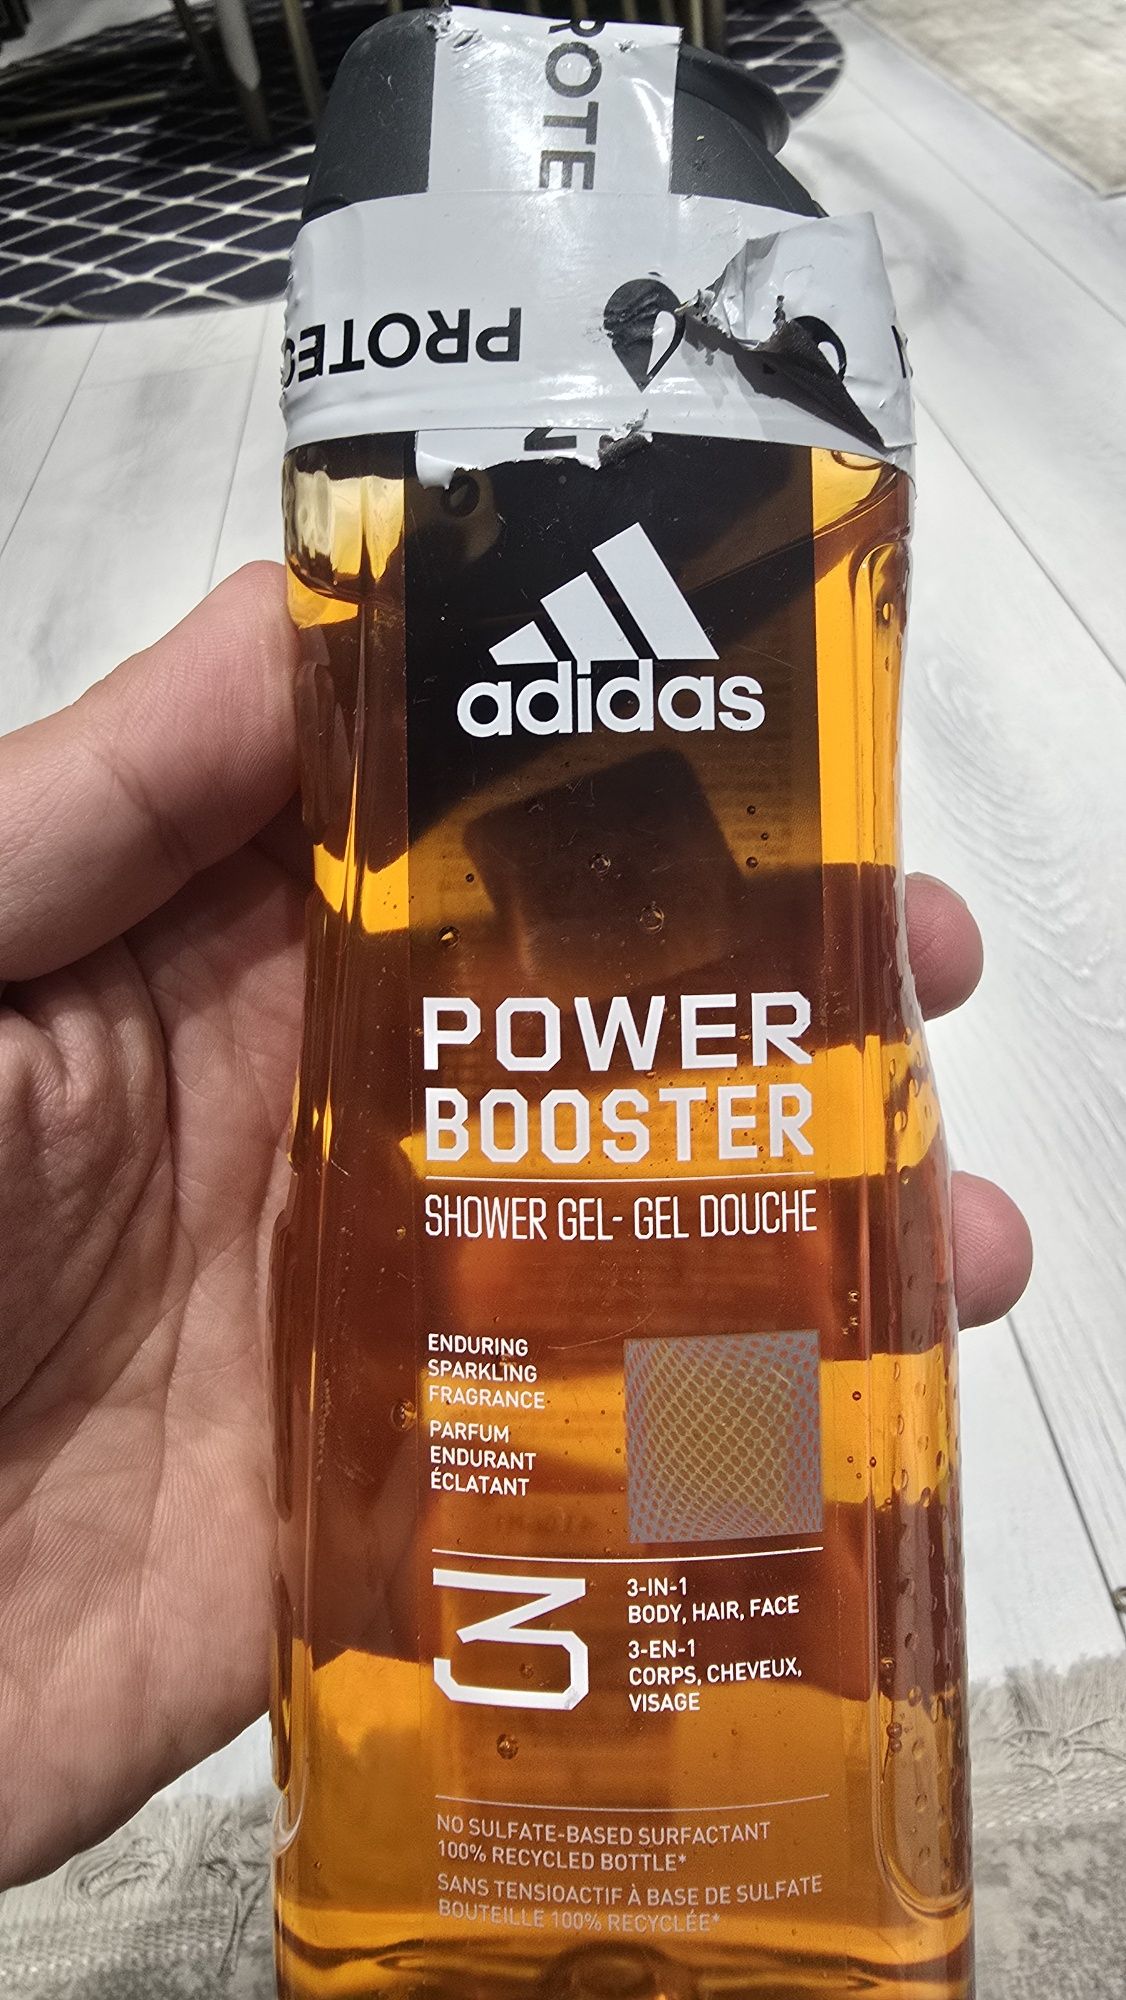 ROTE
PROTEC
adidas
POWER
BOOSTER
SHOWER GEL- GEL DOUCHE
ENDURING
SPARKLING
FRAGRANCE
PARFUM
ENDURANT
ÉCLATANT
3
3-IN-1
BODY, HAIR, FACE
3-EN-1
CORPS, CHEVEUX,
VISAGE
NO SULFATE-BASED SURFACTANT
100% RECYCLED BOTTLE*
SANS TENSIOACTIF À BASE DE SULFATE
BOUTEILLE 100% RECYCLÉE*